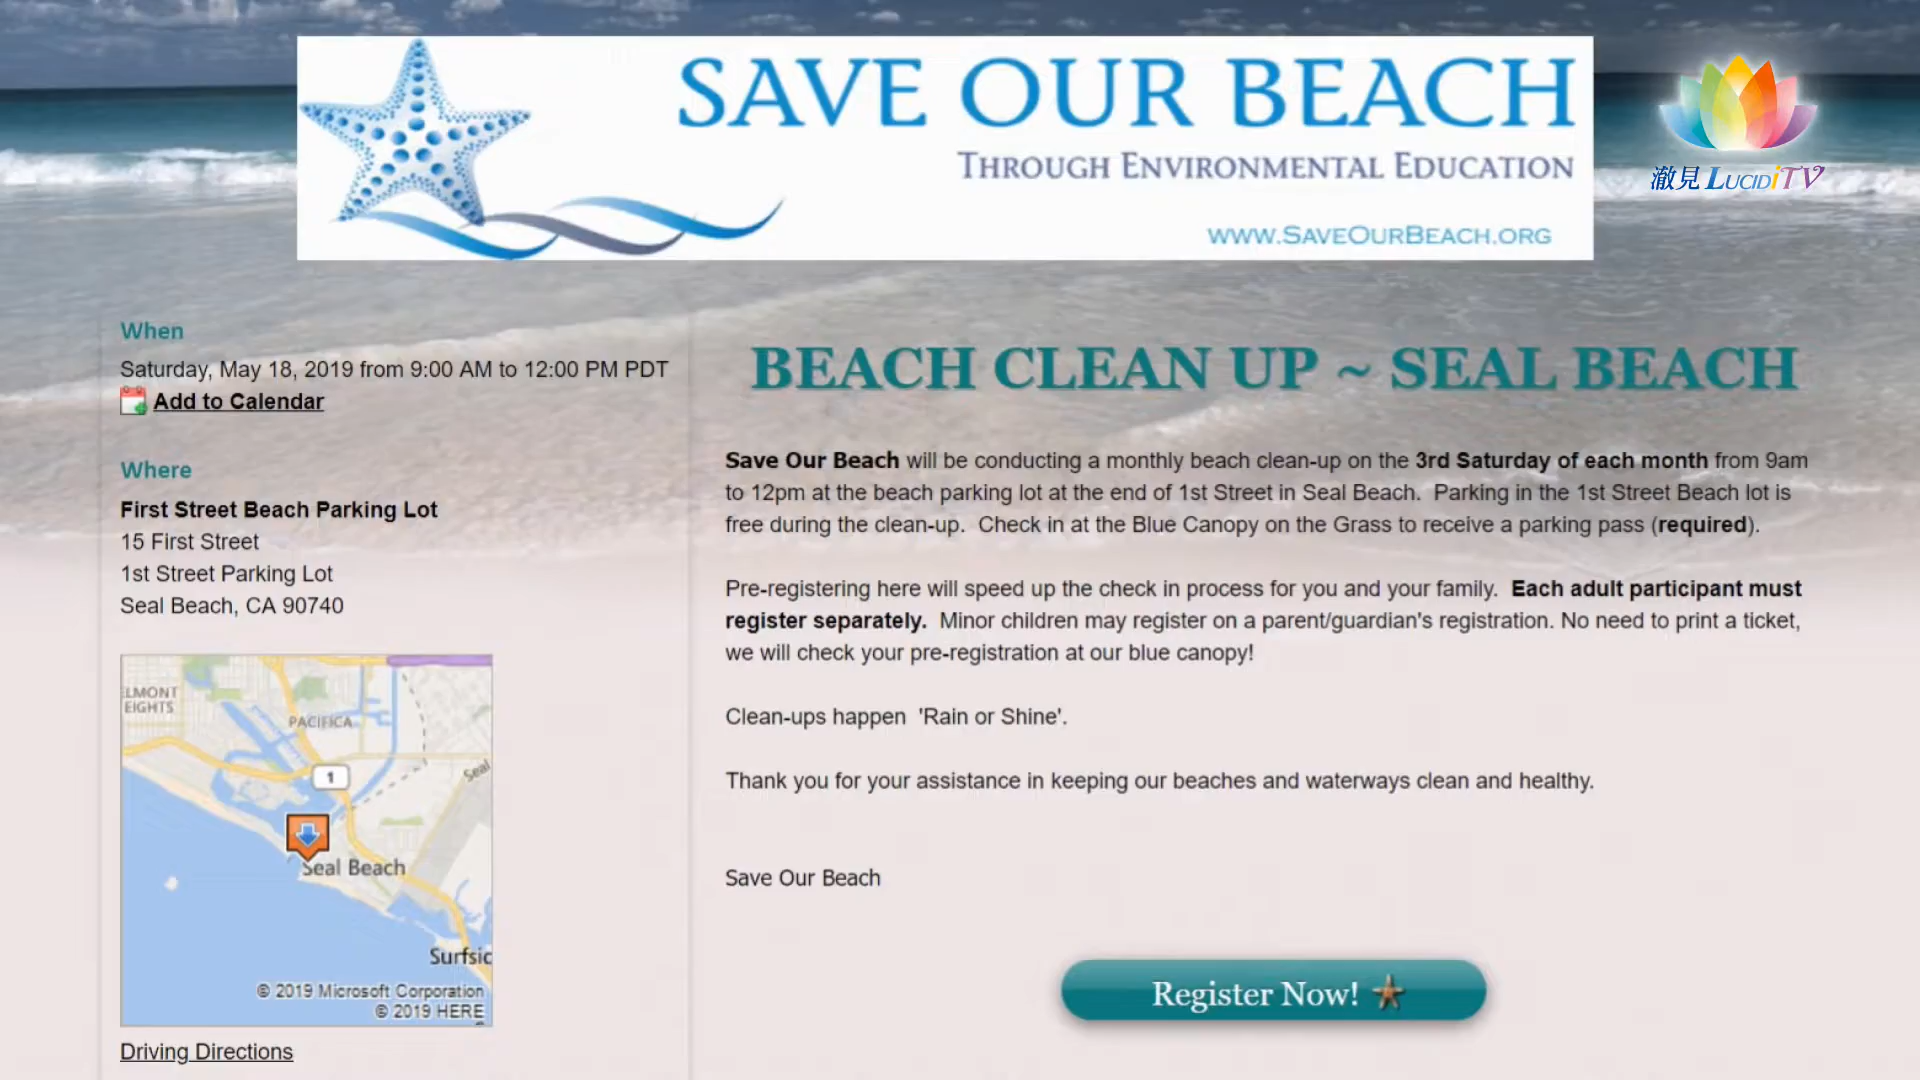 SAVE OUR BEACH
THROUGH ENVIRONMENTAL EDUCATION
WWW.SAVEOURBEACH.ORG
澈見 LUCIDiTV
When
Saturday, May 18, 2019 from 9:00 AM to 12:00 PM PDT
Add to Calendar
Where
First Street Beach Parking Lot
15 First Street
1st Street Parking Lot
Seal Beach, CA 90740
LMONT
EIGHTS
PACIFICA
1
Seal
Seal Beach
Surfsic
© 2019 Microsoft Corporation
© 2019 HERE
Driving Directions
BEACH CLEAN UP ~ SEAL BEACH
Save Our Beach will be conducting a monthly beach clean-up on the 3rd Saturday of each month from 9am
to 12pm at the beach parking lot at the end of 1st Street in Seal Beach.  Parking in the 1st Street Beach lot is
free during the clean-up.  Check in at the Blue Canopy on the Grass to receive a parking pass (required).
Pre-registering here will speed up the check in process for you and your family.  Each adult participant must
register separately.  Minor children may register on a parent/guardian's registration. No need to print a ticket,
we will check your pre-registration at our blue canopy!
Clean-ups happen  'Rain or Shine'.
Thank you for your assistance in keeping our beaches and waterways clean and healthy.
Save Our Beach
Register Now!